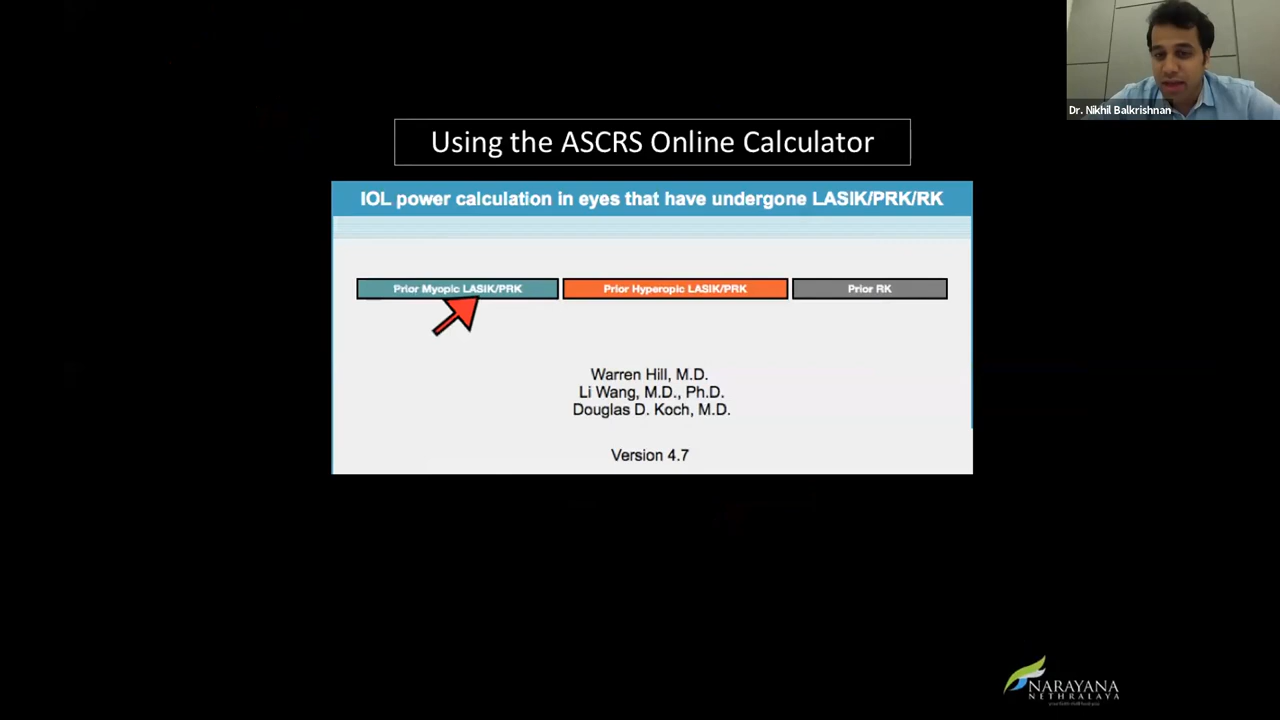 Dr. Nikhil Balkrishnan
Using the ASCRS Online Calculator
IOL power calculation in eyes that have undergone LASIK/PRK/RK
Prior Myopic LASIK/PRK
Prior Hyperopic LASIK/PRK
Prior RK
Warren Hill, M.D.
Li Wang, M.D., Ph.D.
Douglas D. Koch, M.D.
Version 4.7
NARAYANA
NETHRALAYA